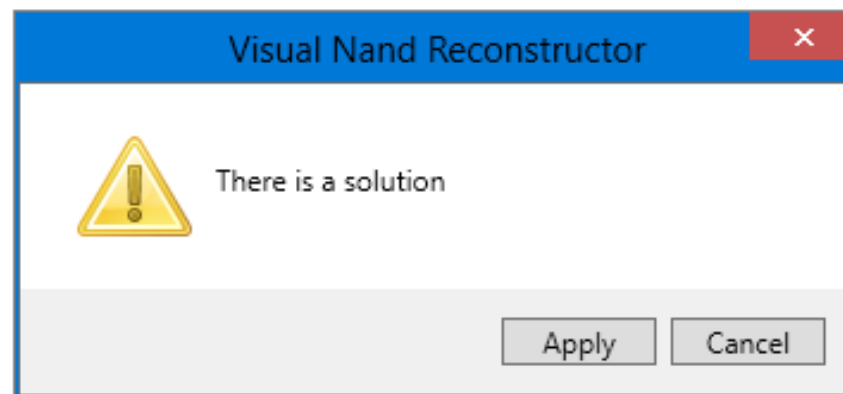 Visual Nand Reconstructor
There is a solution
Apply Cancel